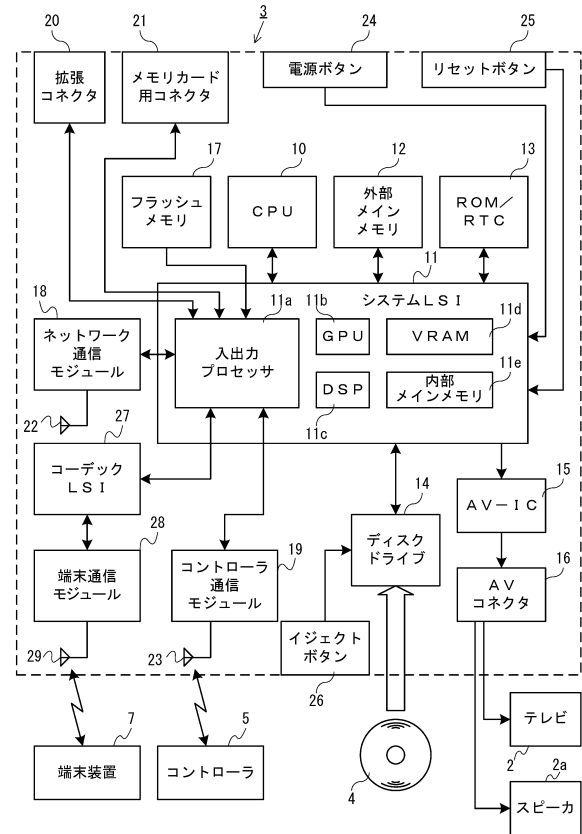 3
20
21
24
25
拡張
コネクタ
メモリカード
用コネクタ
電源ボタン
リセットボタン
17
10
12
13
フラッシュ
メモリ
ＣＰＵ
外部
メイン
メモリ
ROM／
RTC
11
システムＬＳＩ
18
11a
11b
11d
ネットワーク
通信
モジュール
入出力
プロセッサ
ＧＰＵ
ＶＲＡＭ
11e
ＤＳＰ
内部
メインメモリ
11c
22
27
コーデック
ＬＳＩ
14
15
ディスク
ドライブ
ＡＶ－ＩＣ
28
19
16
端末通信
モジュール
コントローラ
通信
モジュール
ＡＶ
コネクタ
イジェクト
ボタン
29
23
26
7
5
端末装置
コントローラ
4
テレビ
2
2a
スピーカ